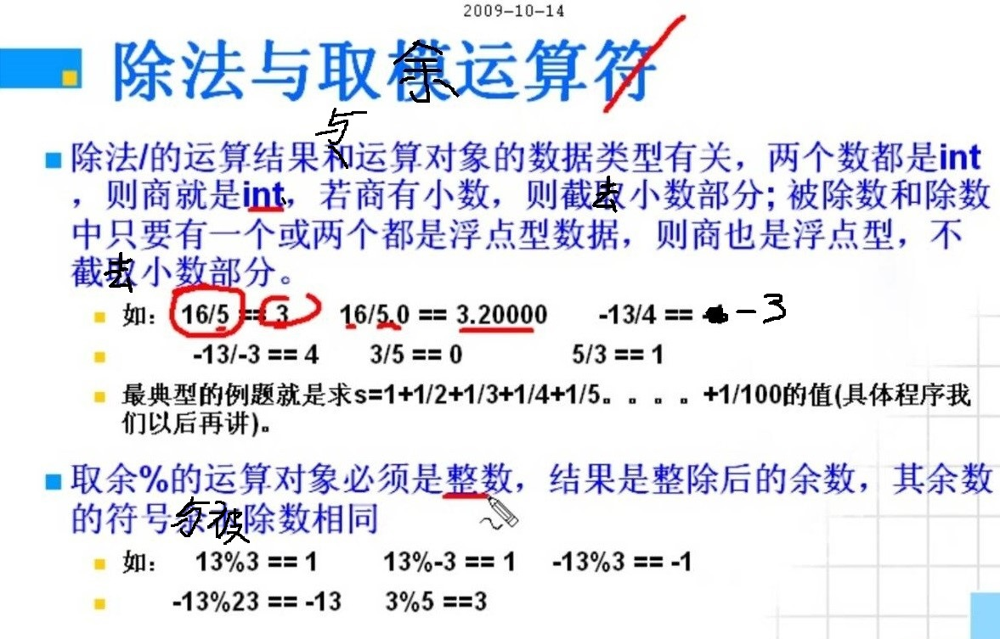 2009-10-14
除法与取余运算
除法/的运算结果与运算对象的数据类型有关，两个数都是int
，则商就是int，若商有小数，则截去小数部分; 被除数和除数
中只要有一个或两个都是浮点型数据，则商也是浮点型，不
截去小数部分。
如： 16/5 == 3 16/5.0 == 3.20000 -13/4 == -3
-13/-3 == 4 3/5 == 0 5/3 == 1
最典型的例题就是求s=1+1/2+1/3+1/4+1/5。。。。+1/100的值(具体程序我
们以后再讲)。
取余%的运算对象必须是整数，结果是整除后的余数，其余数
的符号与被除数相同
如： 13%3 == 1 13%-3 == 1 -13%3 == -1
-13%23 == -13 3%5 ==3